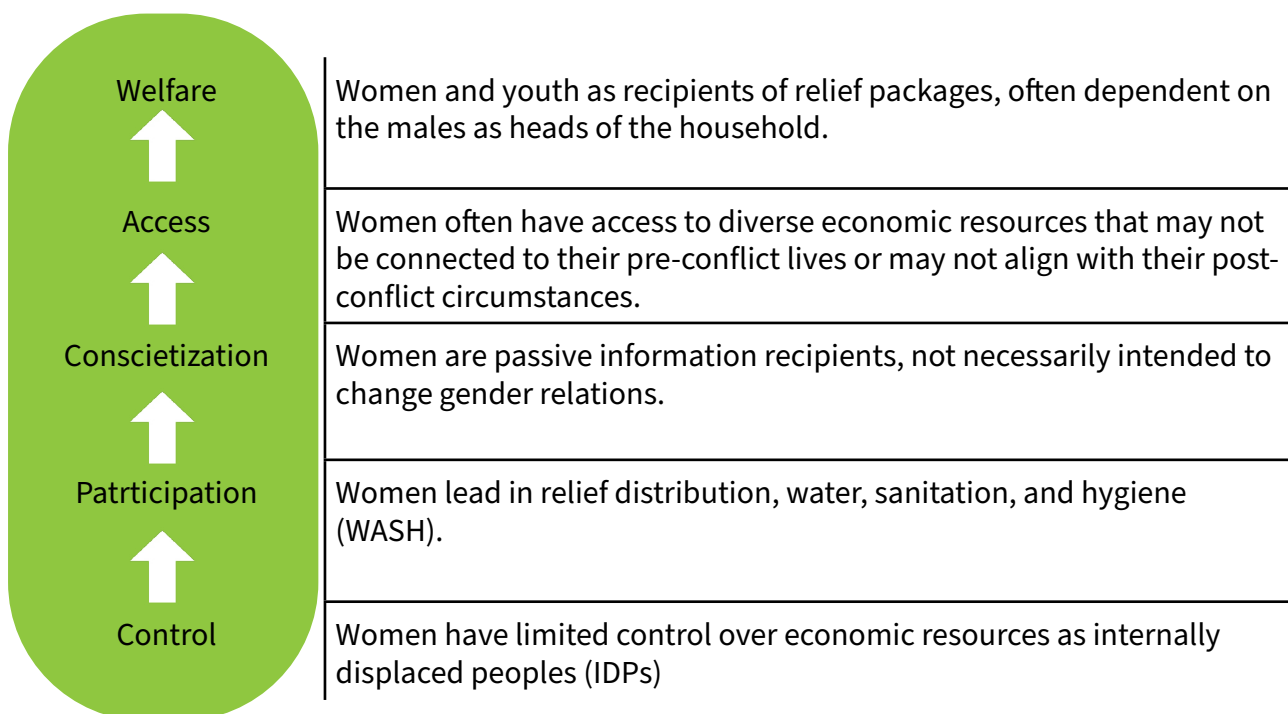 Welfare
Women and youth as recipients of relief packages, often dependent on
the males as heads of the household.
Access
Women often have access to diverse economic resources that may not
be connected to their pre-conflict lives or may not align with their post-
conflict circumstances.
Conscietization
Women are passive information recipients, not necessarily intended to
change gender relations.
Patrticipation
Women lead in relief distribution, water, sanitation, and hygiene
(WASH).
Control
Women have limited control over economic resources as internally
displaced peoples (IDPs)